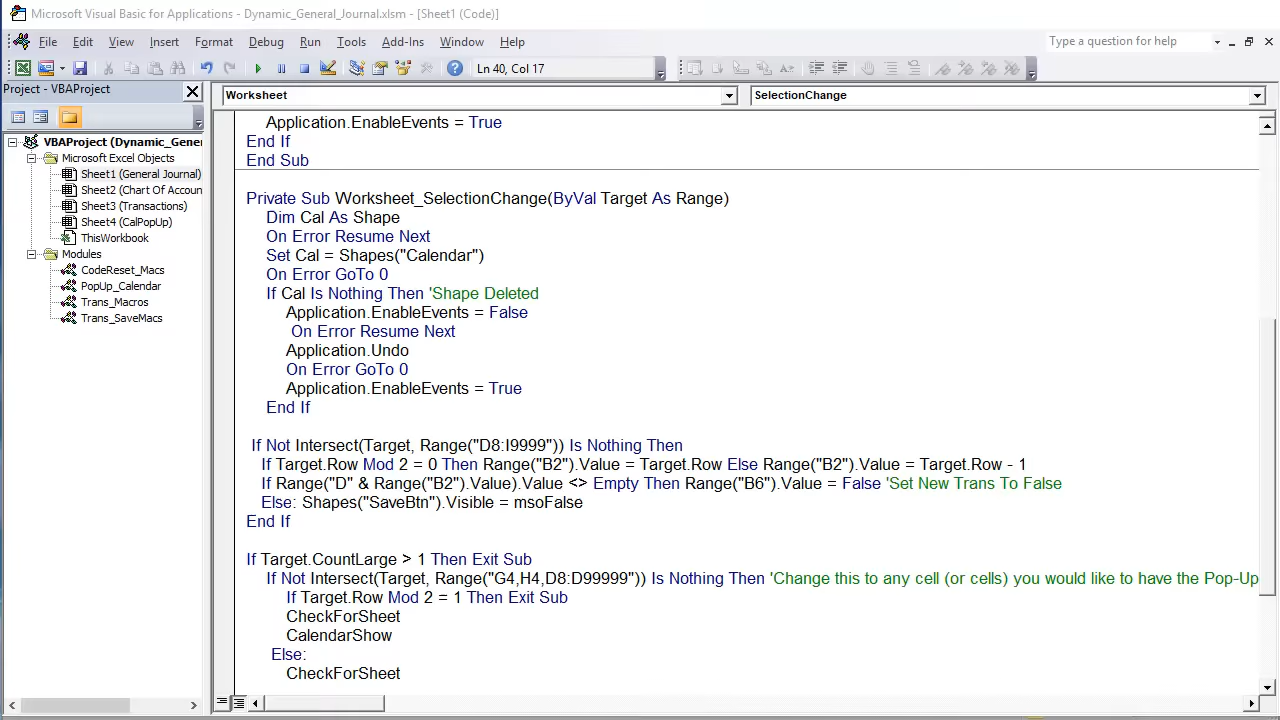 Microsoft Visual Basic for Applications - Dynamic_General_Journal.xlsm - [Sheet1 (Code)]
File Edit View Insert Format Debug Run Tools Add-Ins Window Help Type a question for help
Ln 40, Col 17
Project - VBAProject
Worksheet SelectionChange
VBAProject (Dynamic_Gener
Microsoft Excel Objects
Sheet1 (General Journal)
Sheet2 (Chart Of Accoun
Sheet3 (Transactions)
Sheet4 (CalPopUp)
ThisWorkbook
Modules
CodeReset_Macs
PopUp_Calendar
Trans_Macros
Trans_SaveMacs
Application.EnableEvents = True
End If
End Sub
Private Sub Worksheet_SelectionChange(ByVal Target As Range)
Dim Cal As Shape
On Error Resume Next
Set Cal = Shapes("Calendar")
On Error GoTo 0
If Cal Is Nothing Then 'Shape Deleted
Application.EnableEvents = False
On Error Resume Next
Application.Undo
On Error GoTo 0
Application.EnableEvents = True
End If
If Not Intersect(Target, Range("D8:I9999")) Is Nothing Then
If Target.Row Mod 2 = 0 Then Range("B2").Value = Target.Row Else Range("B2").Value = Target.Row - 1
If Range("D" & Range("B2").Value).Value <> Empty Then Range("B6").Value = False 'Set New Trans To False
Else: Shapes("SaveBtn").Visible = msoFalse
End If
If Target.CountLarge > 1 Then Exit Sub
If Not Intersect(Target, Range("G4,H4,D8:D99999")) Is Nothing Then 'Change this to any cell (or cells) you would like to have the Pop-Up
If Target.Row Mod 2 = 1 Then Exit Sub
CheckForSheet
CalendarShow
Else:
CheckForSheet